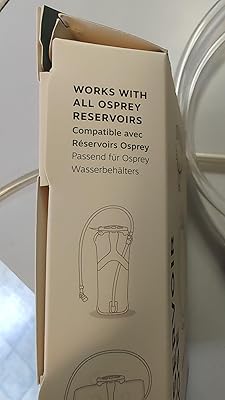 WORKS WITH
ALL OSPREY
RESERVOIRS
Compatible avec
Réservoirs Osprey
Passend für Osprey
Wasserbehälters